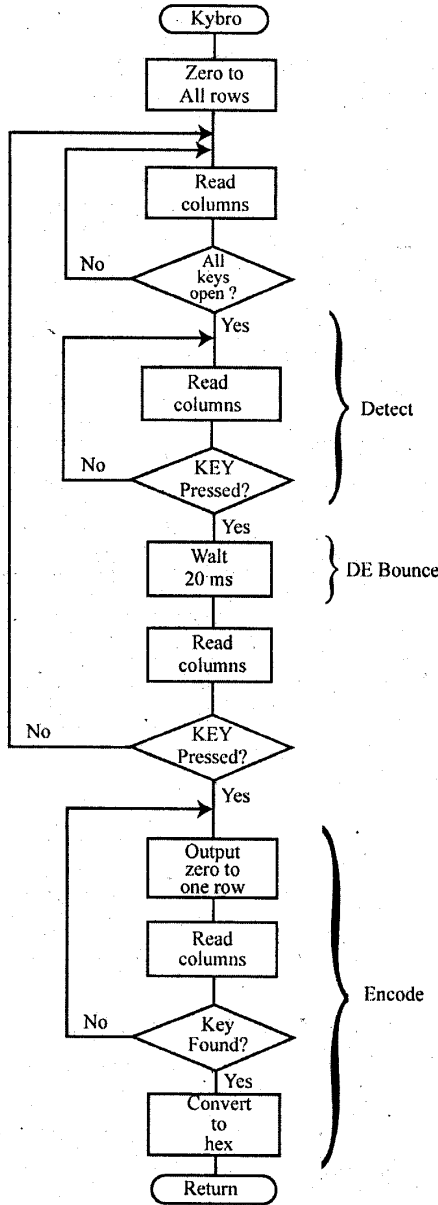 Kybro
Zero to
All rows
Read
columns
No
All
keys
open ?
Yes
Read
columns
Detect
No
KEY
Pressed?
Yes
Walt
20 ms
DE Bounce
Read
columns
No
KEY
Pressed?
Yes
Output
zero to
one row
Read
columns
Encode
No
Key
Found?
Yes
Convert
to
hex
Return